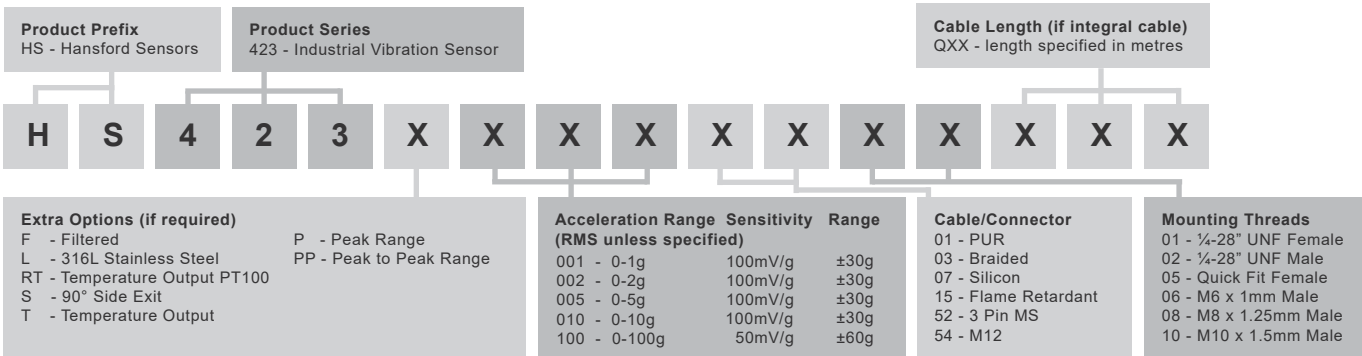 Product Prefix
HS - Hansford Sensors
Product Series
423 - Industrial Vibration Sensor
Cable Length (if integral cable)
QXX - length specified in metres
H S 4 2 3 X X X X X X X X X X X
Extra Options (if required)
F - Filtered
L - 316L Stainless Steel
RT - Temperature Output PT100
S - 90° Side Exit
T - Temperature Output
P - Peak Range
PP - Peak to Peak Range
Acceleration Range Sensitivity Range
(RMS unless specified)
001 - 0-1g 100mV/g ±30g
002 - 0-2g 100mV/g ±30g
005 - 0-5g 100mV/g ±30g
010 - 0-10g 100mV/g ±30g
100 - 0-100g 50mV/g ±60g
Cable/Connector
01 - PUR
03 - Braided
07 - Silicon
15 - Flame Retardant
52 - 3 Pin MS
54 - M12
Mounting Threads
01 - ¼-28” UNF Female
02 - ¼-28” UNF Male
05 - Quick Fit Female
06 - M6 x 1mm Male
08 - M8 x 1.25mm Male
10 - M10 x 1.5mm Male